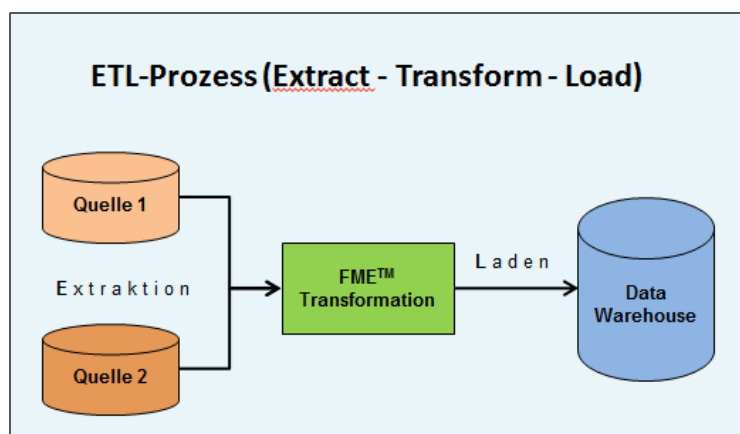 ETL-Prozess (Extract - Transform - Load)
Quelle 1
Extraktion
Quelle 2
FME™
Transformation
Laden
Data
Warehouse